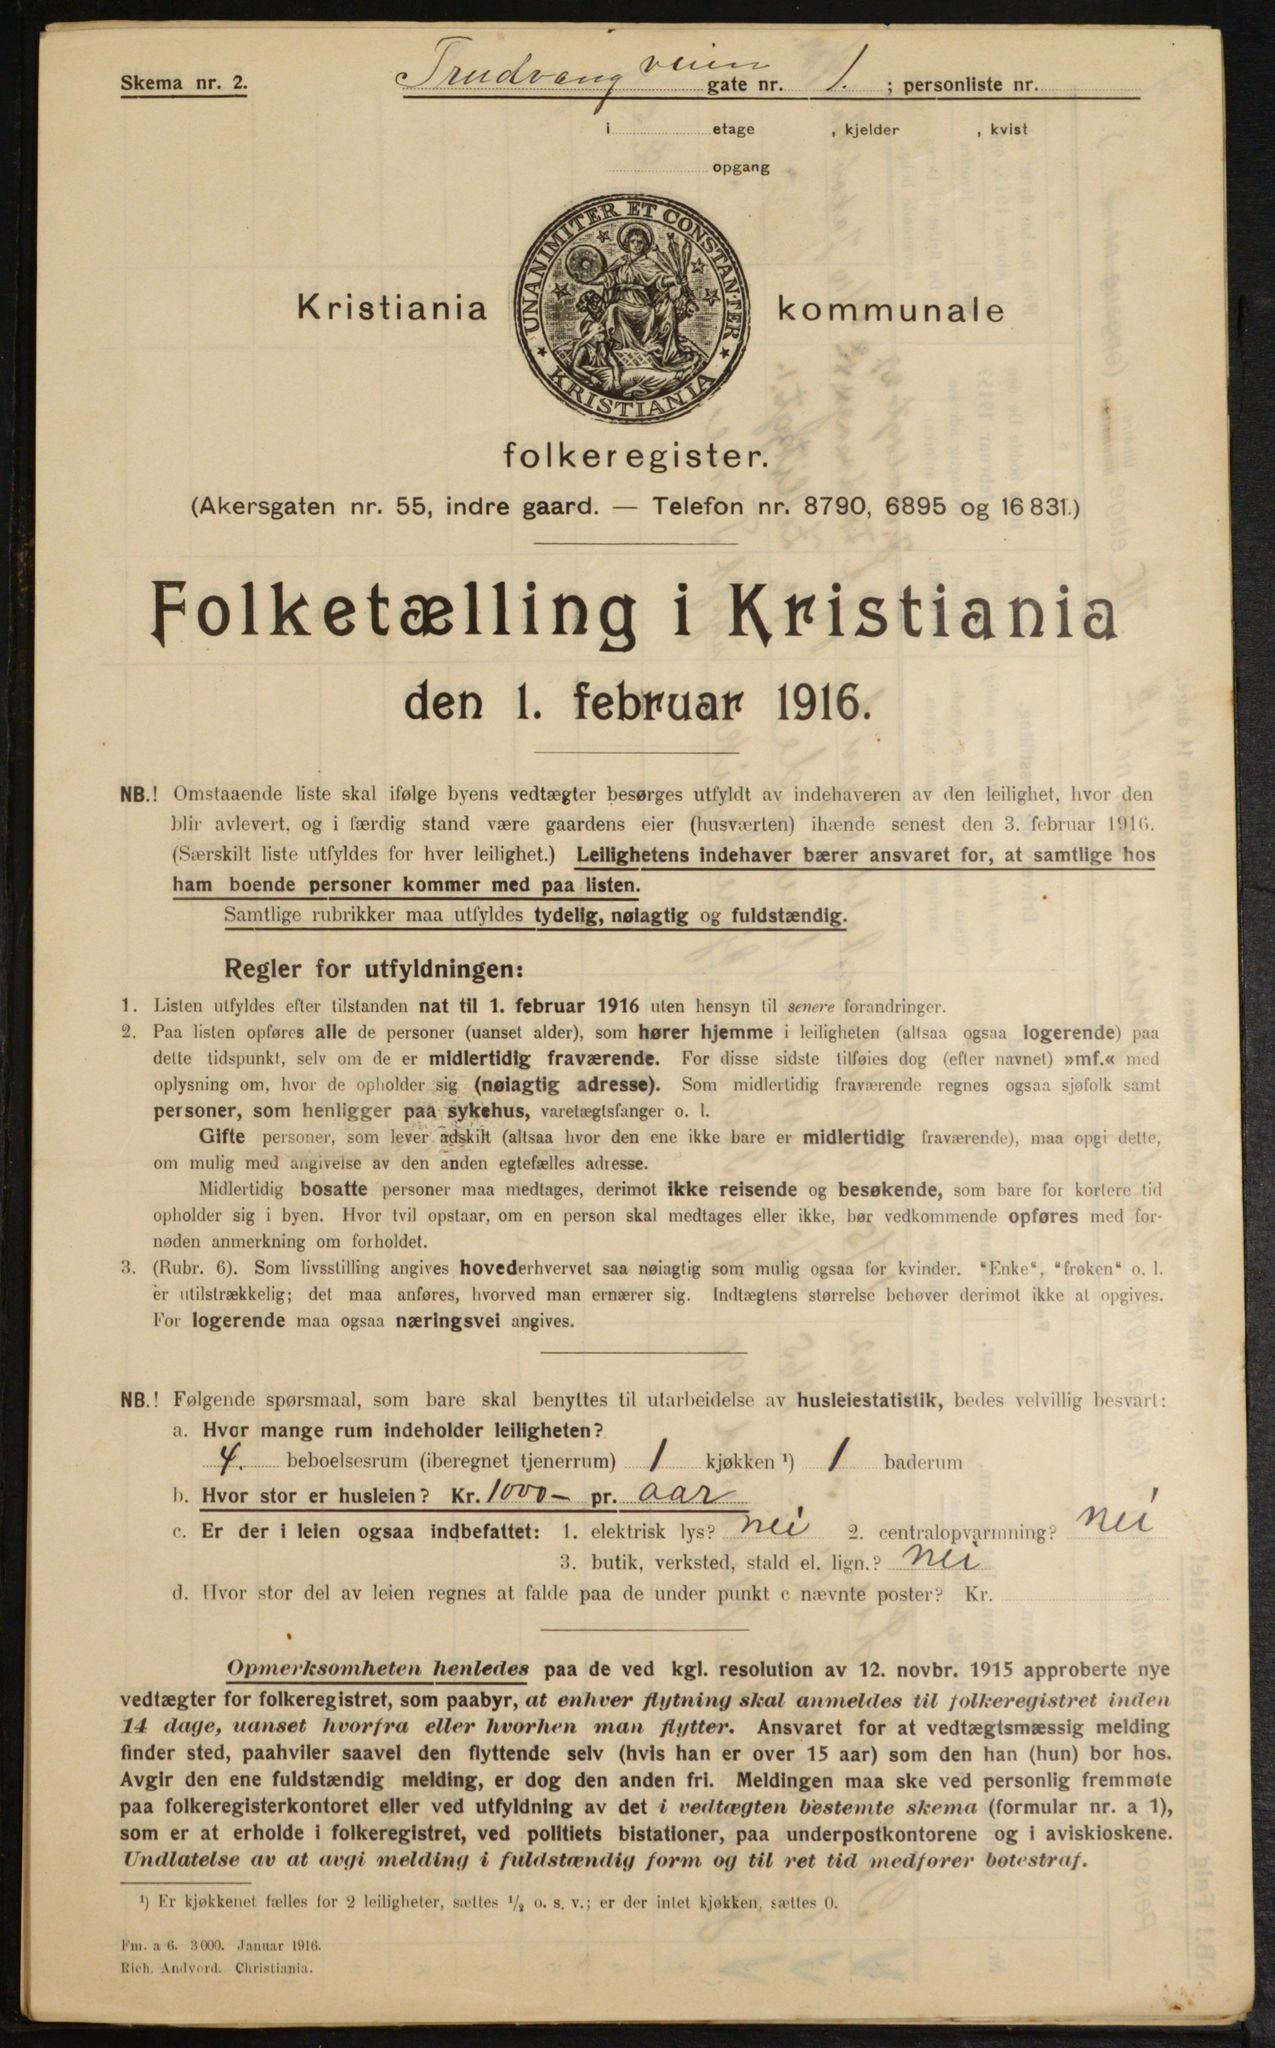 Skema nr. 2.
Trudvang veien gate nr. 1. ; personliste nr.
i etage , kjelder , kvist
opgang
UNANIMITER ET CONSTANTER
KRISTIANIA
Kristiania kommunale
folkeregister.
(Akersgaten nr. 55, indre gaard. — Telefon nr. 8790, 6895 og 16 831.)
Folketælling i Kristiania
den 1. februar 1916.
NB.! Omstaaende liste skal ifølge byens vedtægter besørges utfyldt av indehaveren av den leilighet, hvor den
blir avlevert, og i færdig stand være gaardens eier (husværten) ihænde senest den 3. februar 1916.
(Særskilt liste utfyldes for hver leilighet.) Leilighetens indehaver bærer ansvaret for, at samtlige hos
ham boende personer kommer med paa listen.
Samtlige rubrikker maa utfyldes tydelig, nøiagtig og fuldstændig.
Regler for utfyldningen:
1. Listen utfyldes efter tilstanden nat til 1. februar 1916 uten hensyn til senere forandringer.
2. Paa listen opføres alle de personer (uanset alder), som hører hjemme i leiligheten (altsaa ogsaa logerende) paa
dette tidspunkt, selv om de er midlertidig fraværende. For disse sidste tilføies dog (efter navnet) »mf.« med
oplysning om, hvor de opholder sig (nøiagtig adresse). Som midlertidig fraværende regnes ogsaa sjøfolk samt
personer, som henligger paa sykehus, varetægtsfanger o. l.
Gifte personer, som lever adskilt (altsaa hvor den ene ikke bare er midlertidig fraværende), maa opgi dette,
om mulig med angivelse av den anden egtefælles adresse.
Midlertidig bosatte personer maa medtages, derimot ikke reisende og besøkende, som bare for kortere tid
opholder sig i byen. Hvor tvil opstaar, om en person skal medtages eller ikke, bør vedkommende opføres med for-
nøden anmerkning om forholdet.
3. (Rubr. 6). Som livsstilling angives hovederhvervet saa nøiagtig som mulig ogsaa for kvinder. "Enke", "frøken" o. l.
er utilstrækkelig; det maa anføres, hvorved man ernærer sig. Indtægtens størrelse behøver derimot ikke at opgives.
For logerende maa ogsaa næringsvei angives.
NB.! Følgende spørsmaal, som bare skal benyttes til utarbeidelse av husleiestatistik, bedes velvillig besvart:
a. Hvor mange rum indeholder leiligheten?
4. beboelsesrum (iberegnet tjenerrum) 1 kjøkken ¹) 1 baderum
b. Hvor stor er husleien? Kr. 1000- pr. aar
c. Er der i leien ogsaa indbefattet: 1. elektrisk lys? nei 2. centralopvarmning? nei
3. butik, verksted, stald el. lign.? nei
d. Hvor stor del av leien regnes at falde paa de under punkt c nævnte poster? Kr.
Opmerksomheten henledes paa de ved kgl. resolution av 12. novbr. 1915 approberte nye
vedtægter for folkeregistret, som paabyr, at enhver flytning skal anmeldes til folkeregistret inden
14 dage, uanset hvorfra eller hvorhen man flytter. Ansvaret for at vedtægtsmæssig melding
finder sted, paahviler saavel den flyttende selv (hvis han er over 15 aar) som den han (hun) bor hos.
Avgir den ene fuldstændig melding, er dog den anden fri. Meldingen maa ske ved personlig fremmøte
paa folkeregisterkontoret eller ved utfyldning av det i vedtægten bestemte skema (formular nr. a 1),
som er at erholde i folkeregistret, ved politiets bistationer, paa underpostkontorene og i aviskioskene.
Undlatelse av at avgi melding i fuldstændig form og til ret tid medfører bøtestraf.
¹) Er kjøkkenet fælles for 2 leiligheter, sættes ½ o. s. v.; er der intet kjøkken, sættes 0.
Fm. a 6. 3000. Januar 1916.
Rich. Andvord. Christiania.